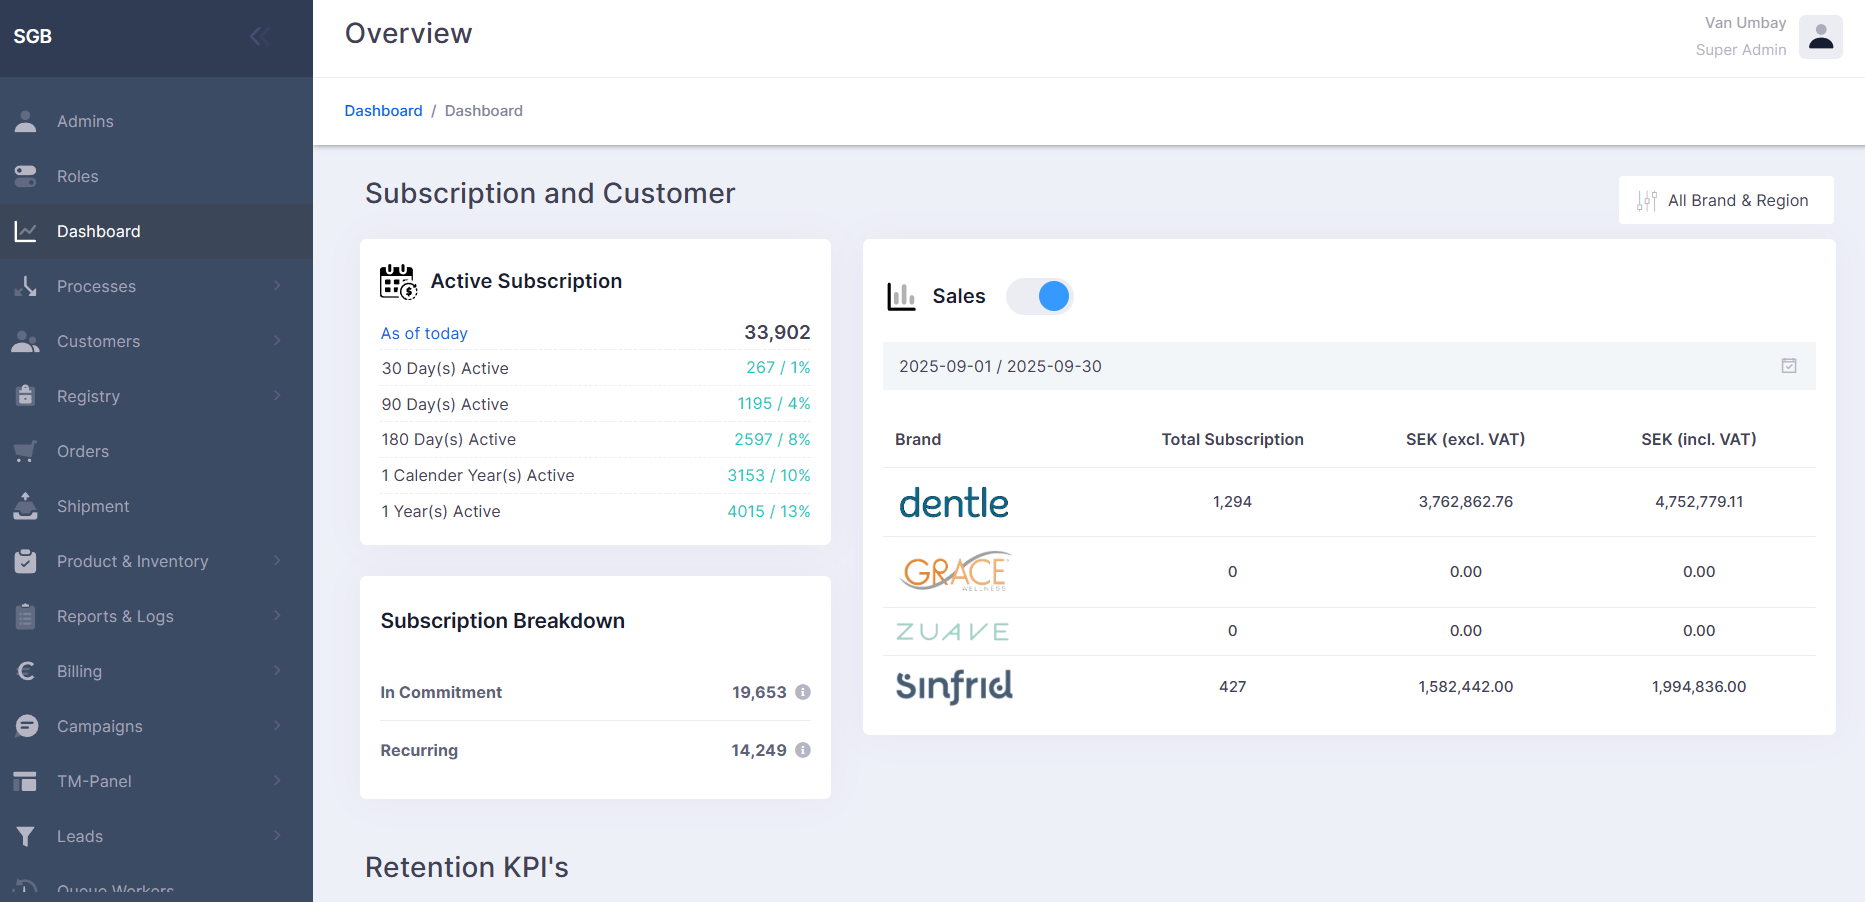 SGB
Overview
Van Umbay
Super Admin
Dashboard / Dashboard
Admins
Roles
Dashboard
Processes
Customers
Registry
Orders
Shipment
Product & Inventory
Reports & Logs
Billing
Campaigns
TM-Panel
Leads
Queue Workers
Subscription and Customer
All Brand & Region
Active Subscription
As of today 33,902
30 Day(s) Active 267 / 1%
90 Day(s) Active 1195 / 4%
180 Day(s) Active 2597 / 8%
1 Calender Year(s) Active 3153 / 10%
1 Year(s) Active 4015 / 13%
Subscription Breakdown
In Commitment 19,653
Recurring 14,249
Sales
2025-09-01 / 2025-09-30
Brand Total Subscription SEK (excl. VAT) SEK (incl. VAT)
dentle 1,294 3,762,862.76 4,752,779.11
GRACE WELLNESS 0 0.00 0.00
ZUAVE 0 0.00 0.00
Sinfrid 427 1,582,442.00 1,994,836.00
Retention KPI's